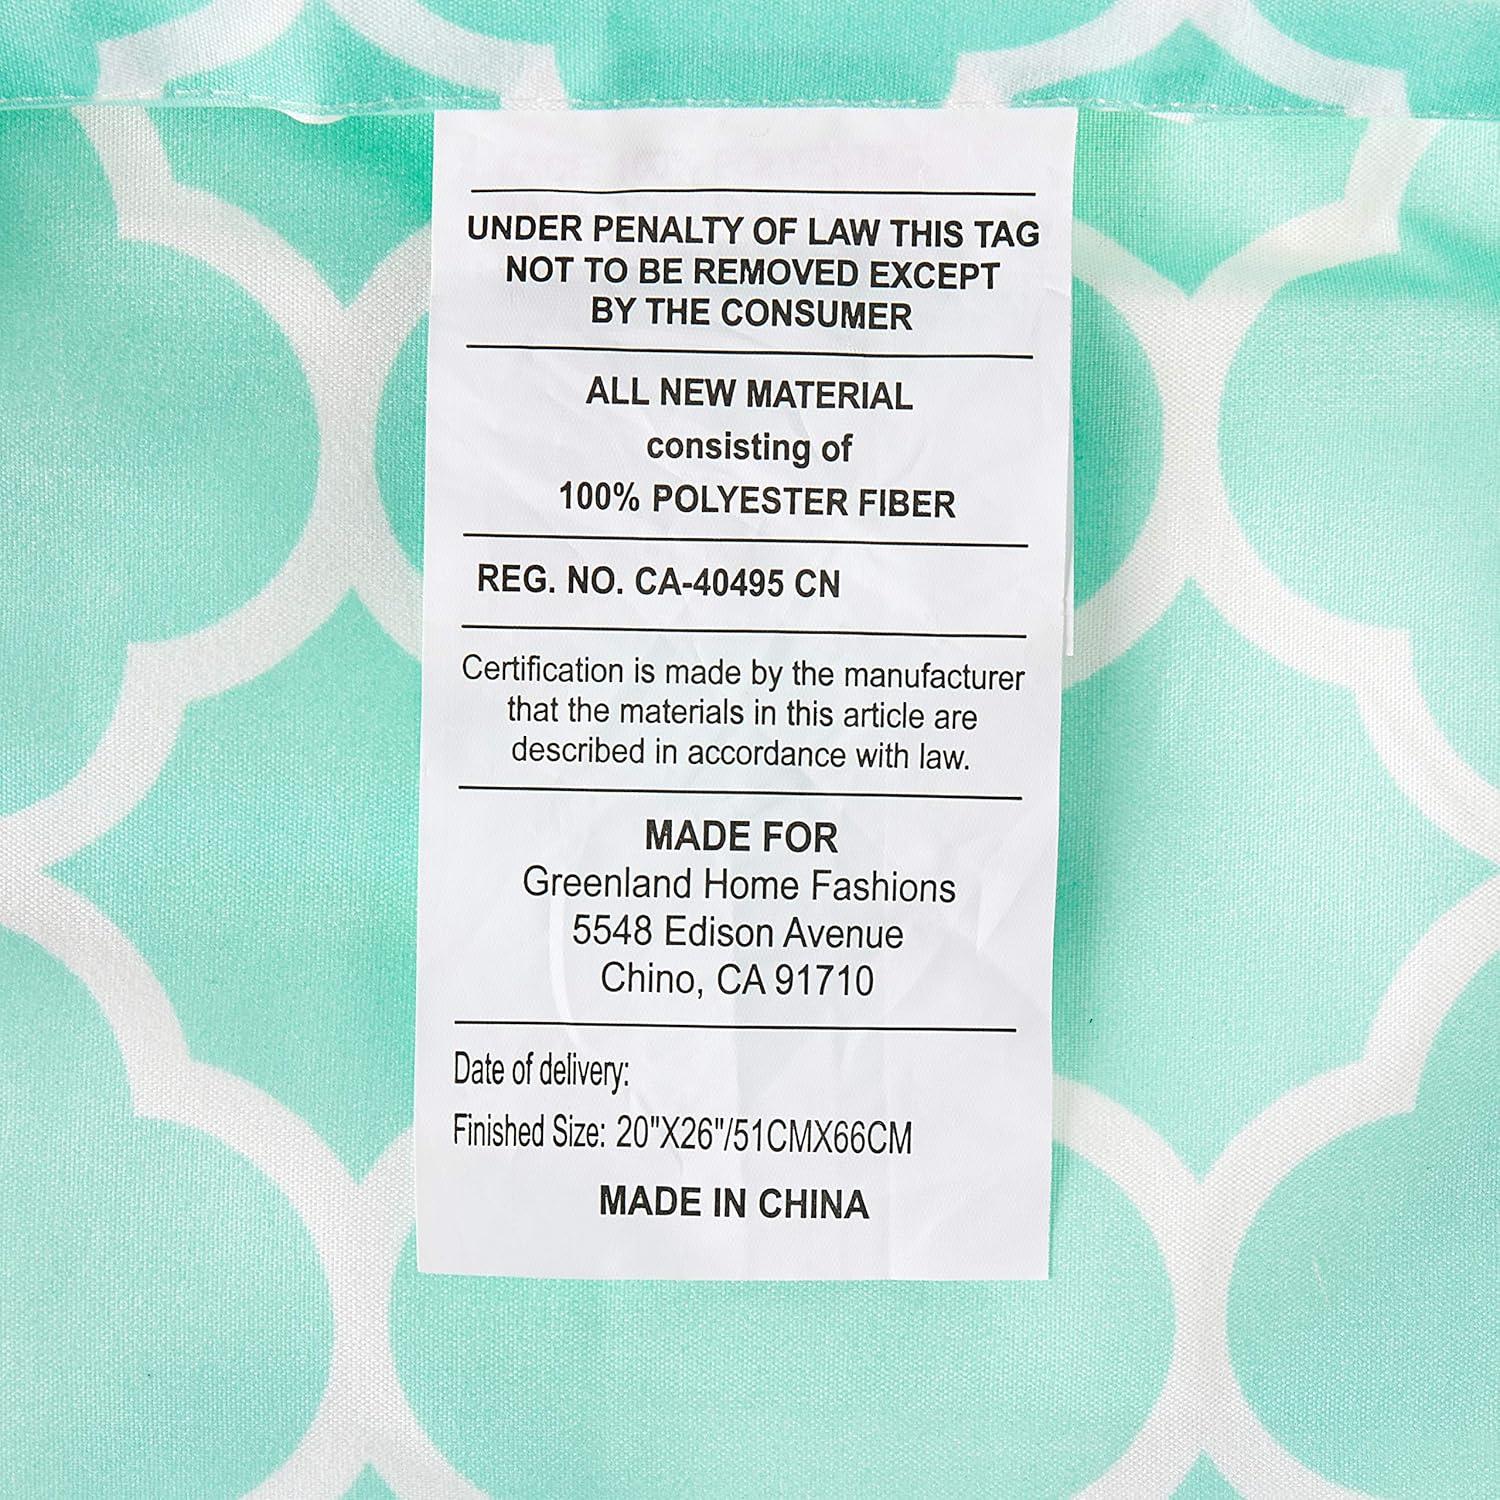 UNDER PENALTY OF LAW THIS TAG
NOT TO BE REMOVED EXCEPT
BY THE CONSUMER
ALL NEW MATERIAL
consisting of
100% POLYESTER FIBER
REG. NO. CA-40495 CN
Certification is made by the manufacturer
that the materials in this article are
described in accordance with law.
MADE FOR
Greenland Home Fashions
5548 Edison Avenue
Chino, CA 91710
Date of delivery:
Finished Size: 20"X26"/51CMX66CM
MADE IN CHINA